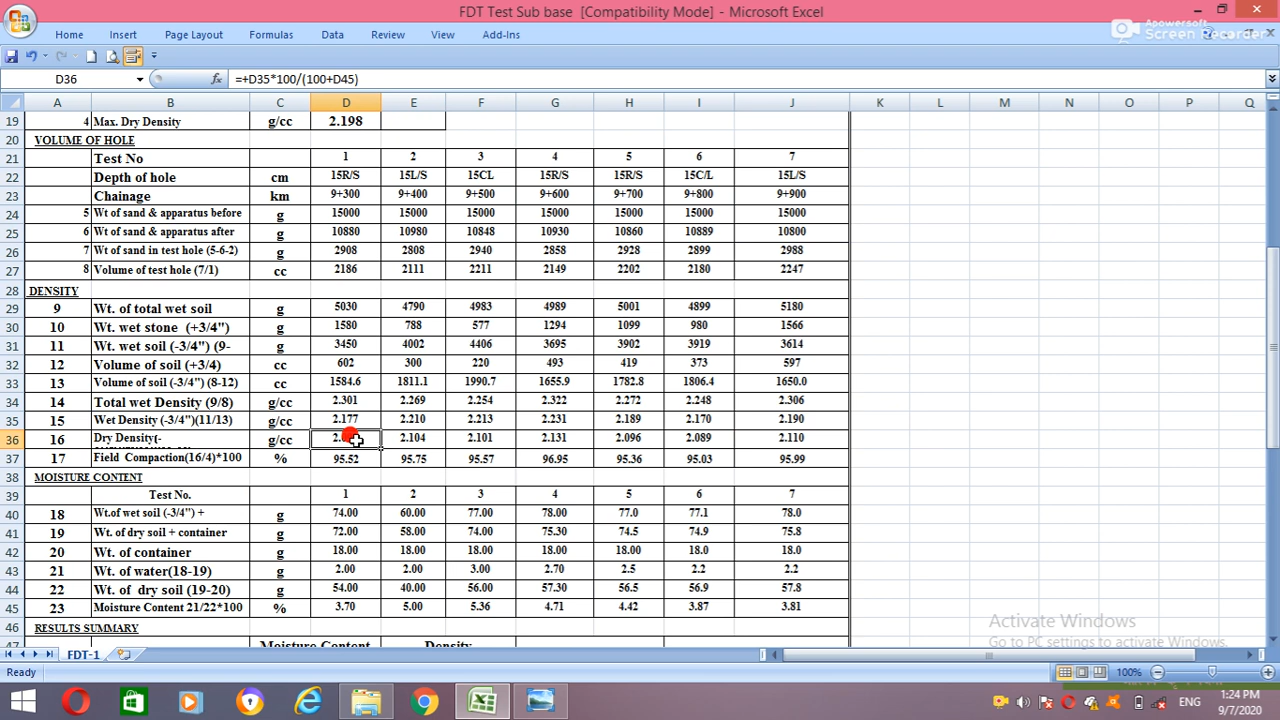 FDT Test Sub base [Compatibility Mode] - Microsoft Excel
Apowersoft
Screen Recorder
Home Insert Page Layout Formulas Data Review View Add-Ins
D36 fx =+D35*100/(100+D45)
A B C D E F G H I J K L M N O P Q
19 4 Max. Dry Density g/cc 2.198
20 VOLUME OF HOLE
21 Test No 1 2 3 4 5 6 7
22 Depth of hole cm 15R/S 15L/S 15CL 15R/S 15R/S 15C/L 15L/S
23 Chainage km 9+300 9+400 9+500 9+600 9+700 9+800 9+900
24 5 Wt of sand & apparatus before g 15000 15000 15000 15000 15000 15000 15000
25 6 Wt of sand & apparatus after g 10880 10980 10848 10930 10860 10889 10800
26 7 Wt of sand in test hole (5-6-2) g 2908 2808 2940 2858 2928 2899 2988
27 8 Volume of test hole (7/1) cc 2186 2111 2211 2149 2202 2180 2247
28 DENSITY
29 9 Wt. of total wet soil g 5030 4790 4983 4989 5001 4899 5180
30 10 Wt. wet stone (+3/4") g 1580 788 577 1294 1099 980 1566
31 11 Wt. wet soil (-3/4") (9- g 3450 4002 4406 3695 3902 3919 3614
32 12 Volume of soil (+3/4) cc 602 300 220 493 419 373 597
33 13 Volume of soil (-3/4") (8-12) cc 1584.6 1811.1 1990.7 1655.9 1782.8 1806.4 1650.0
34 14 Total wet Density (9/8) g/cc 2.301 2.269 2.254 2.322 2.272 2.248 2.306
35 15 Wet Density (-3/4")(11/13) g/cc 2.177 2.210 2.213 2.231 2.189 2.170 2.190
36 16 Dry Density(- g/cc 2.104 2.101 2.131 2.096 2.089 2.110
37 17 Field Compaction(16/4)*100 % 95.52 95.75 95.57 96.95 95.36 95.03 95.99
38 MOISTURE CONTENT
39 Test No. 1 2 3 4 5 6 7
40 18 Wt.of wet soil (-3/4") + g 74.00 60.00 77.00 78.00 77.0 77.1 78.0
41 19 Wt. of dry soil + container g 72.00 58.00 74.00 75.30 74.5 74.9 75.8
42 20 Wt. of container g 18.00 18.00 18.00 18.00 18.00 18.0 18.0
43 21 Wt. of water(18-19) g 2.00 2.00 3.00 2.70 2.5 2.2 2.2
44 22 Wt. of dry soil (19-20) g 54.00 40.00 56.00 57.30 56.5 56.9 57.8
45 23 Moisture Content 21/22*100 % 3.70 5.00 5.36 4.71 4.42 3.87 3.81
46 RESULTS SUMMARY
47 Moisture Content Density
Activate Windows
Go to PC settings to activate Windows.
FDT-1
Ready 100%
ENG 1:24 PM
9/7/2020